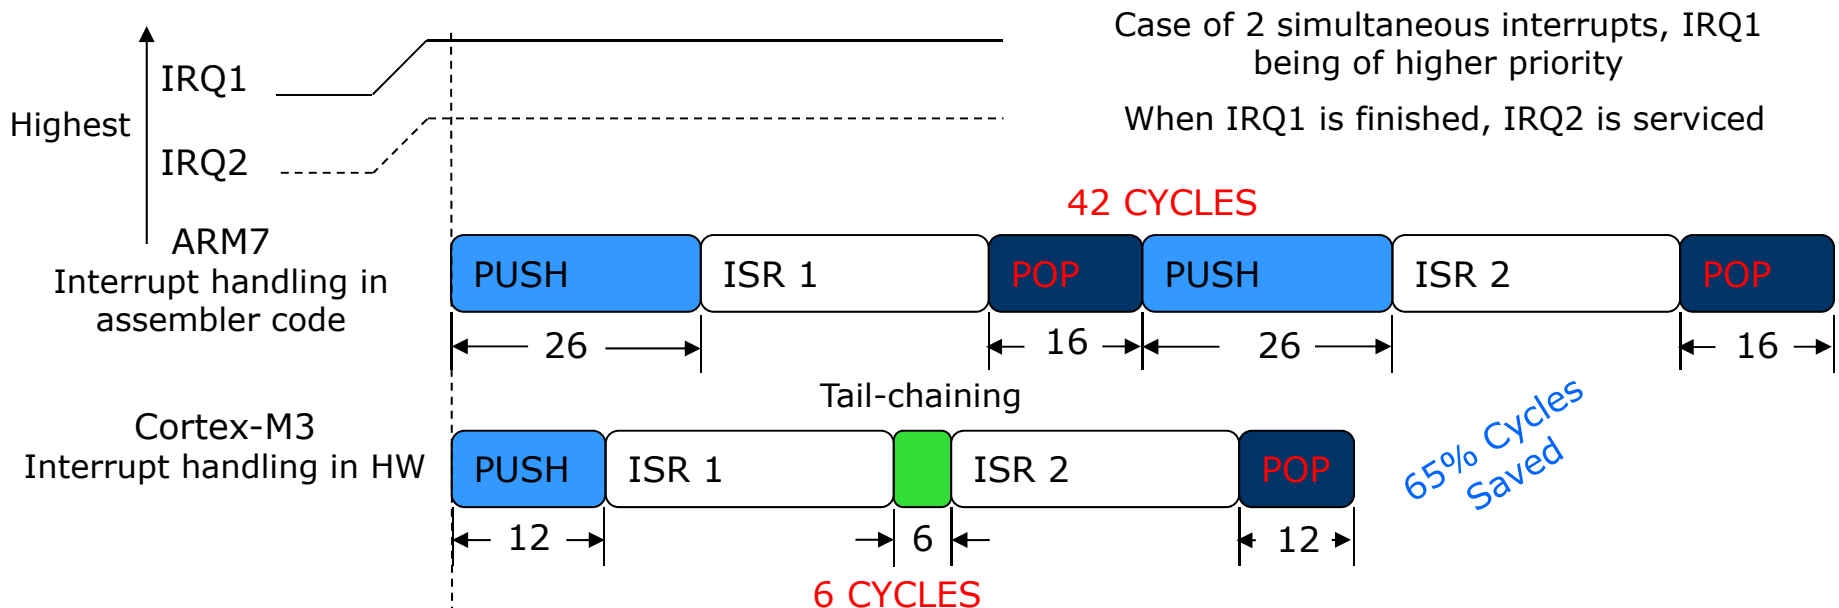 Case of 2 simultaneous interrupts, IRQ1
being of higher priority
IRQ1
Highest
When IRQ1 is finished, IRQ2 is serviced
IRQ2
42 CYCLES
ARM7
Interrupt handling in
assembler code
PUSH
ISR 1
POP
PUSH
ISR 2
POP
26
16
26
16
Tail-chaining
Cortex-M3
Interrupt handling in HW
PUSH
ISR 1
ISR 2
POP
65% Cycles
Saved
12
6
12
6 CYCLES